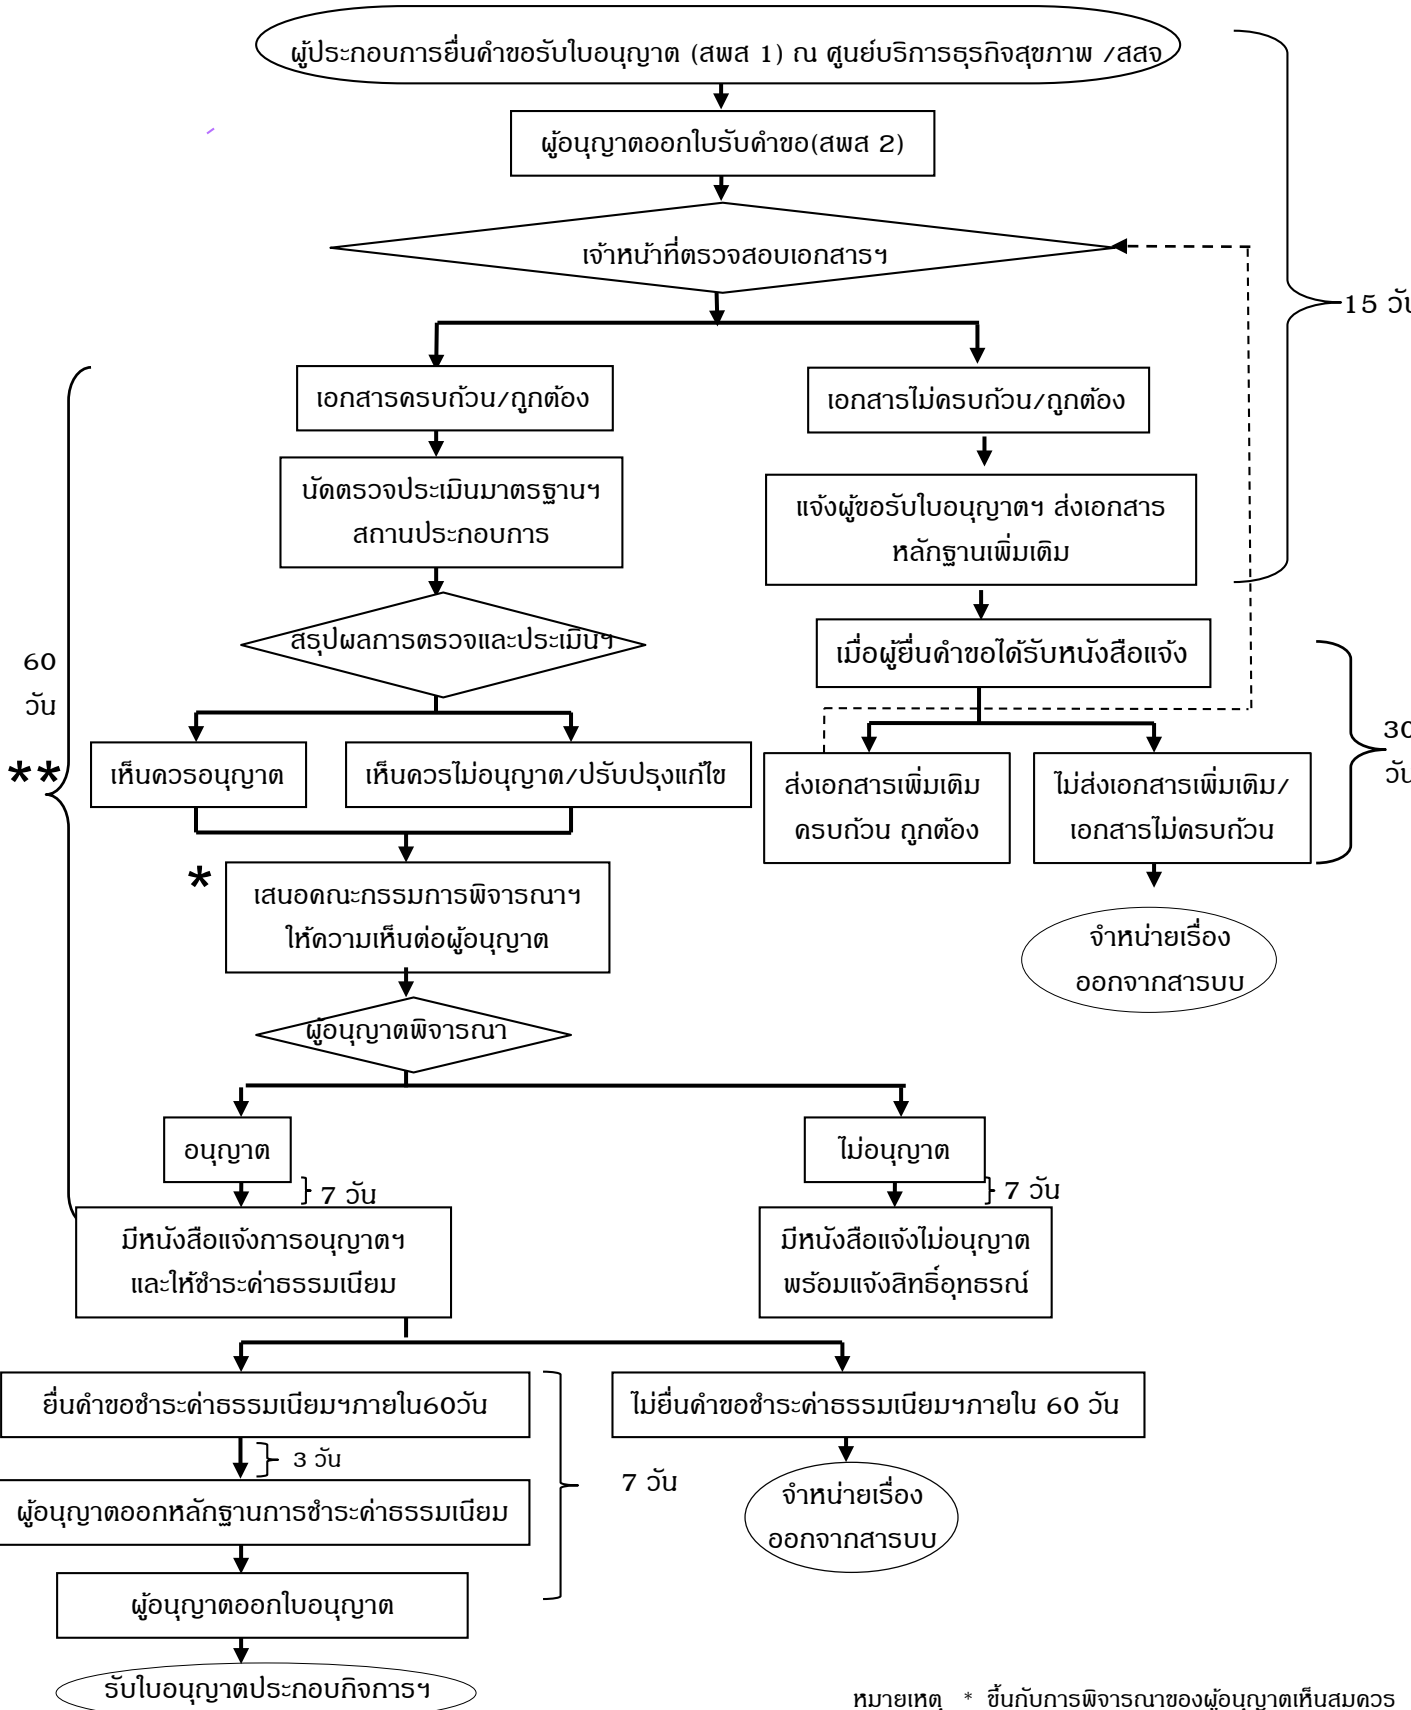 ผู้ประกอบการยื่นคำขอรับใบอนุญาต (สพส 1) ณ ศูนย์บริการธุรกิจสุขภาพ /สสจ
ผู้อนุญาตออกใบรับคำขอ(สพส 2)
เจ้าหน้าที่ตรวจสอบเอกสารฯ
15 วัน
เอกสารครบถ้วน/ถูกต้อง
เอกสารไม่ครบถ้วน/ถูกต้อง
นัดตรวจประเมินมาตรฐานฯ
สถานประกอบการ
แจ้งผู้ขอรับใบอนุญาตฯ ส่งเอกสาร
หลักฐานเพิ่มเติม
สรุปผลการตรวจและประเมินฯ
เมื่อผู้ยื่นคำขอได้รับหนังสือแจ้ง
60
วัน
**
30
วัน
เห็นควรอนุญาต
เห็นควรไม่อนุญาต/ปรับปรุงแก้ไข
ส่งเอกสารเพิ่มเติม
ครบถ้วน ถูกต้อง
ไม่ส่งเอกสารเพิ่มเติม/
เอกสารไม่ครบถ้วน
*
เสนอคณะกรรมการพิจารณาฯ
ให้ความเห็นต่อผู้อนุญาต
จำหน่ายเรื่อง
ออกจากสารบบ
ผู้อนุญาตพิจารณา
อนุญาต
ไม่อนุญาต
7 วัน
7 วัน
มีหนังสือแจ้งการอนุญาตฯ
และให้ชำระค่าธรรมเนียม
มีหนังสือแจ้งไม่อนุญาต
พร้อมแจ้งสิทธิ์อุทธรณ์
ยื่นคำขอชำระค่าธรรมเนียมฯภายใน60วัน
ไม่ยื่นคำขอชำระค่าธรรมเนียมฯภายใน 60 วัน
3 วัน
7 วัน
จำหน่ายเรื่อง
ออกจากสารบบ
ผู้อนุญาตออกหลักฐานการชำระค่าธรรมเนียม
ผู้อนุญาตออกใบอนุญาต
รับใบอนุญาตประกอบกิจการฯ
หมายเหตุ * ขึ้นกับการพิจารณาของผู้อนุญาตเห็นสมควร